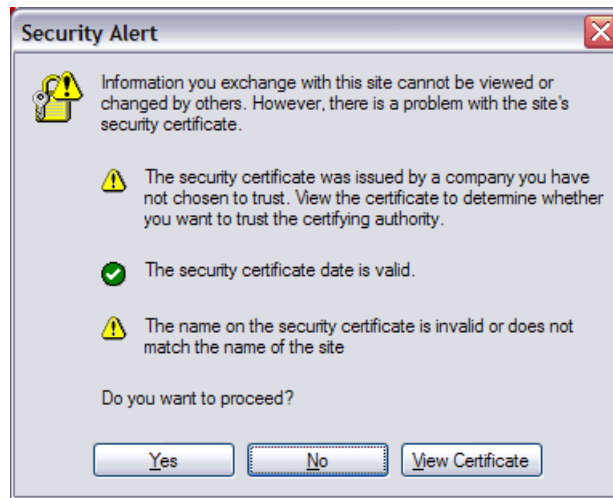 Security Alert
Information you exchange with this site cannot be viewed or
changed by others. However, there is a problem with the site's
security certificate.
The security certificate was issued by a company you have
not chosen to trust. View the certificate to determine whether
you want to trust the certifying authority.
The security certificate date is valid.
The name on the security certificate is invalid or does not
match the name of the site
Do you want to proceed?
Yes No View Certificate